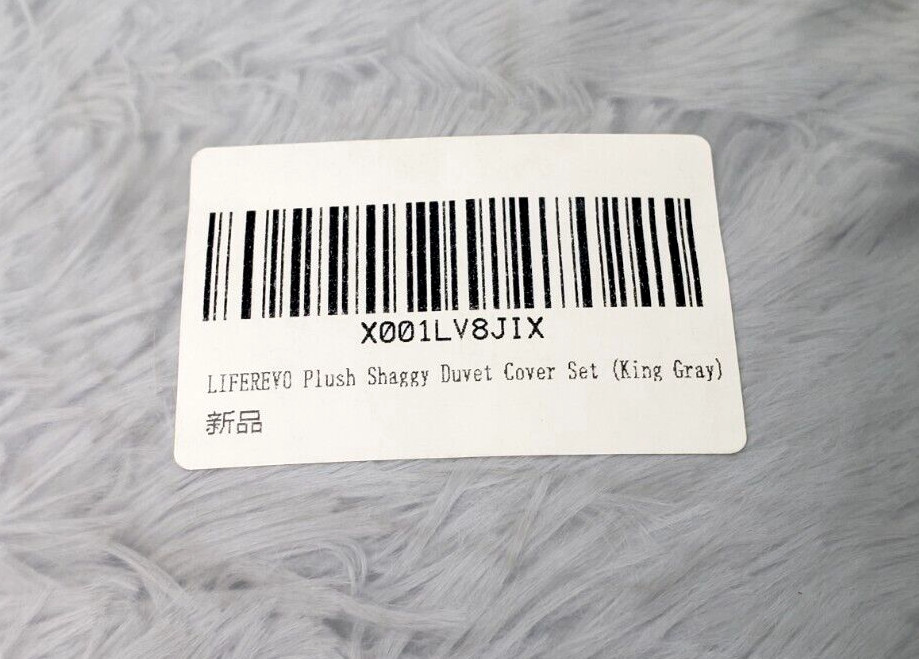 X001LV8JIX
LIFEREVO Plush Shaggy Duvet Cover Set (King Gray)
新品